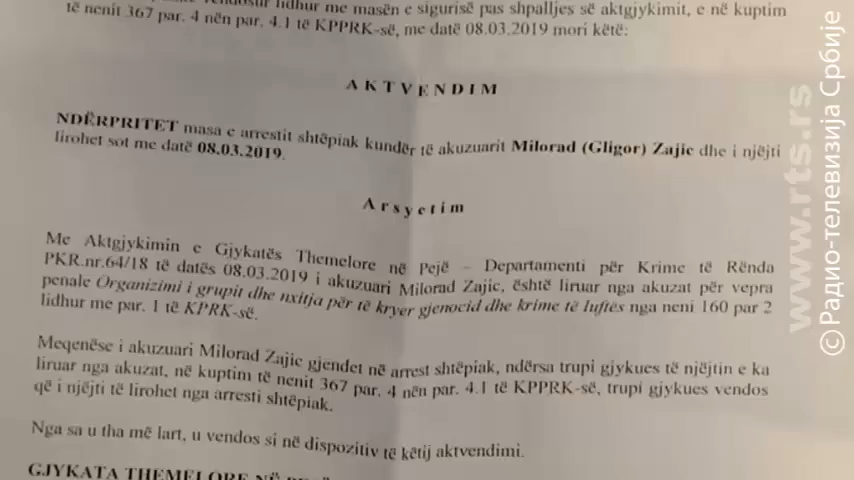 vendosur lidhur me masën e sigurisë pas shpalljes së aktgjykimit, e në kuptim
të nenit 367 par. 4 nën par. 4.1 të KPPRK-së, me datë 08.03.2019 mori këtë:
AKTVENDIM
NDËRPRITET masa e arrestit shtëpiak kundër të akuzuarit Milorad (Gligor) Zajic dhe i njëjti
lirohet sot me datë 08.03.2019.
Arsyetim
Me Aktgjykimin e Gjykatës Themelore në Pejë – Departamenti për Krime të Rënda
PKR.nr.64/18 të datës 08.03.2019 i akuzuari Milorad Zajic, është liruar nga akuzat për vepra
penale Organizimi i grupit dhe nxitja për të kryer gjenocid dhe krime të luftës nga neni 160 par 2
lidhur me par. 1 të KPRK-së.
Meqenëse i akuzuari Milorad Zajic gjendet në arrest shtëpiak, ndërsa trupi gjykues të njëjtin e ka
liruar nga akuzat, në kuptim të nenit 367 par. 4 nën par. 4.1 të KPPRK-së, trupi gjykues vendos
që i njëjti të lirohet nga arresti shtëpiak.
Nga sa u tha më lart, u vendos si në dispozitiv të këtij aktvendimi.
GJYKATA THEMELORE NË
www.rts.rs
© Радио-телевизија Србије